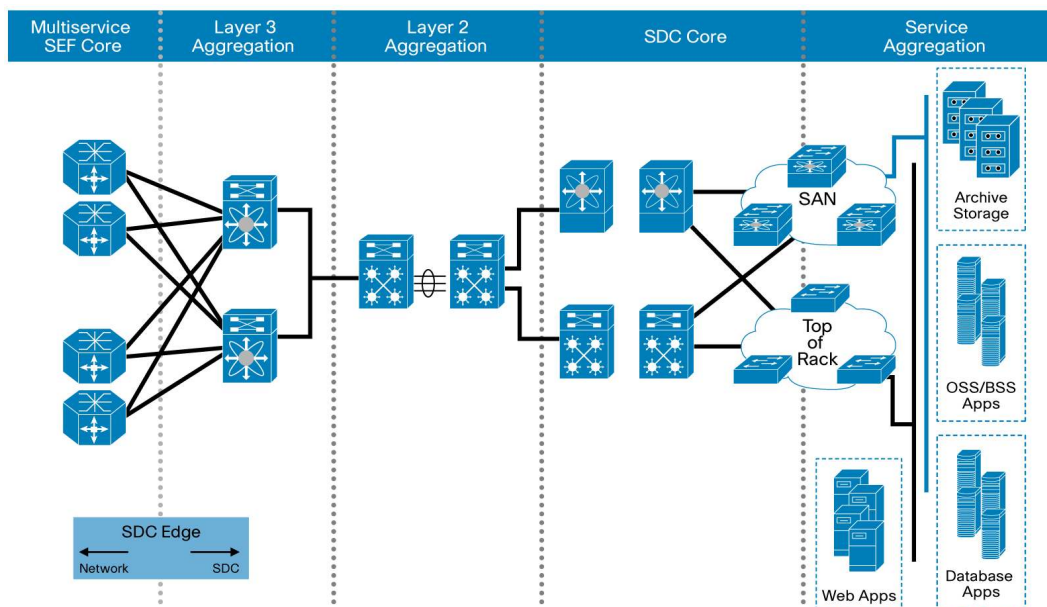 Multiservice
SEF Core
Layer 3
Aggregation
Layer 2
Aggregation
SDC Core
Service
Aggregation
SAN
Archive
Storage
Top
of
Rack
OSS/BSS
Apps
SDC Edge
Network
SDC
Web Apps
Database
Apps